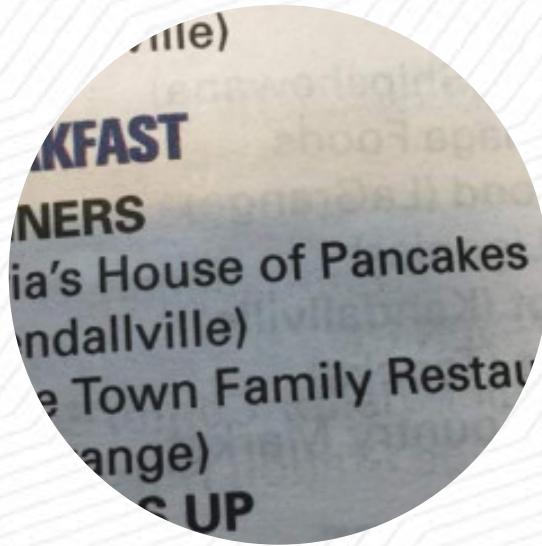 ville)
KFAST
NERS
ia's House of Pancakes
ndallville)
e Town Family Restau
ange)
UP